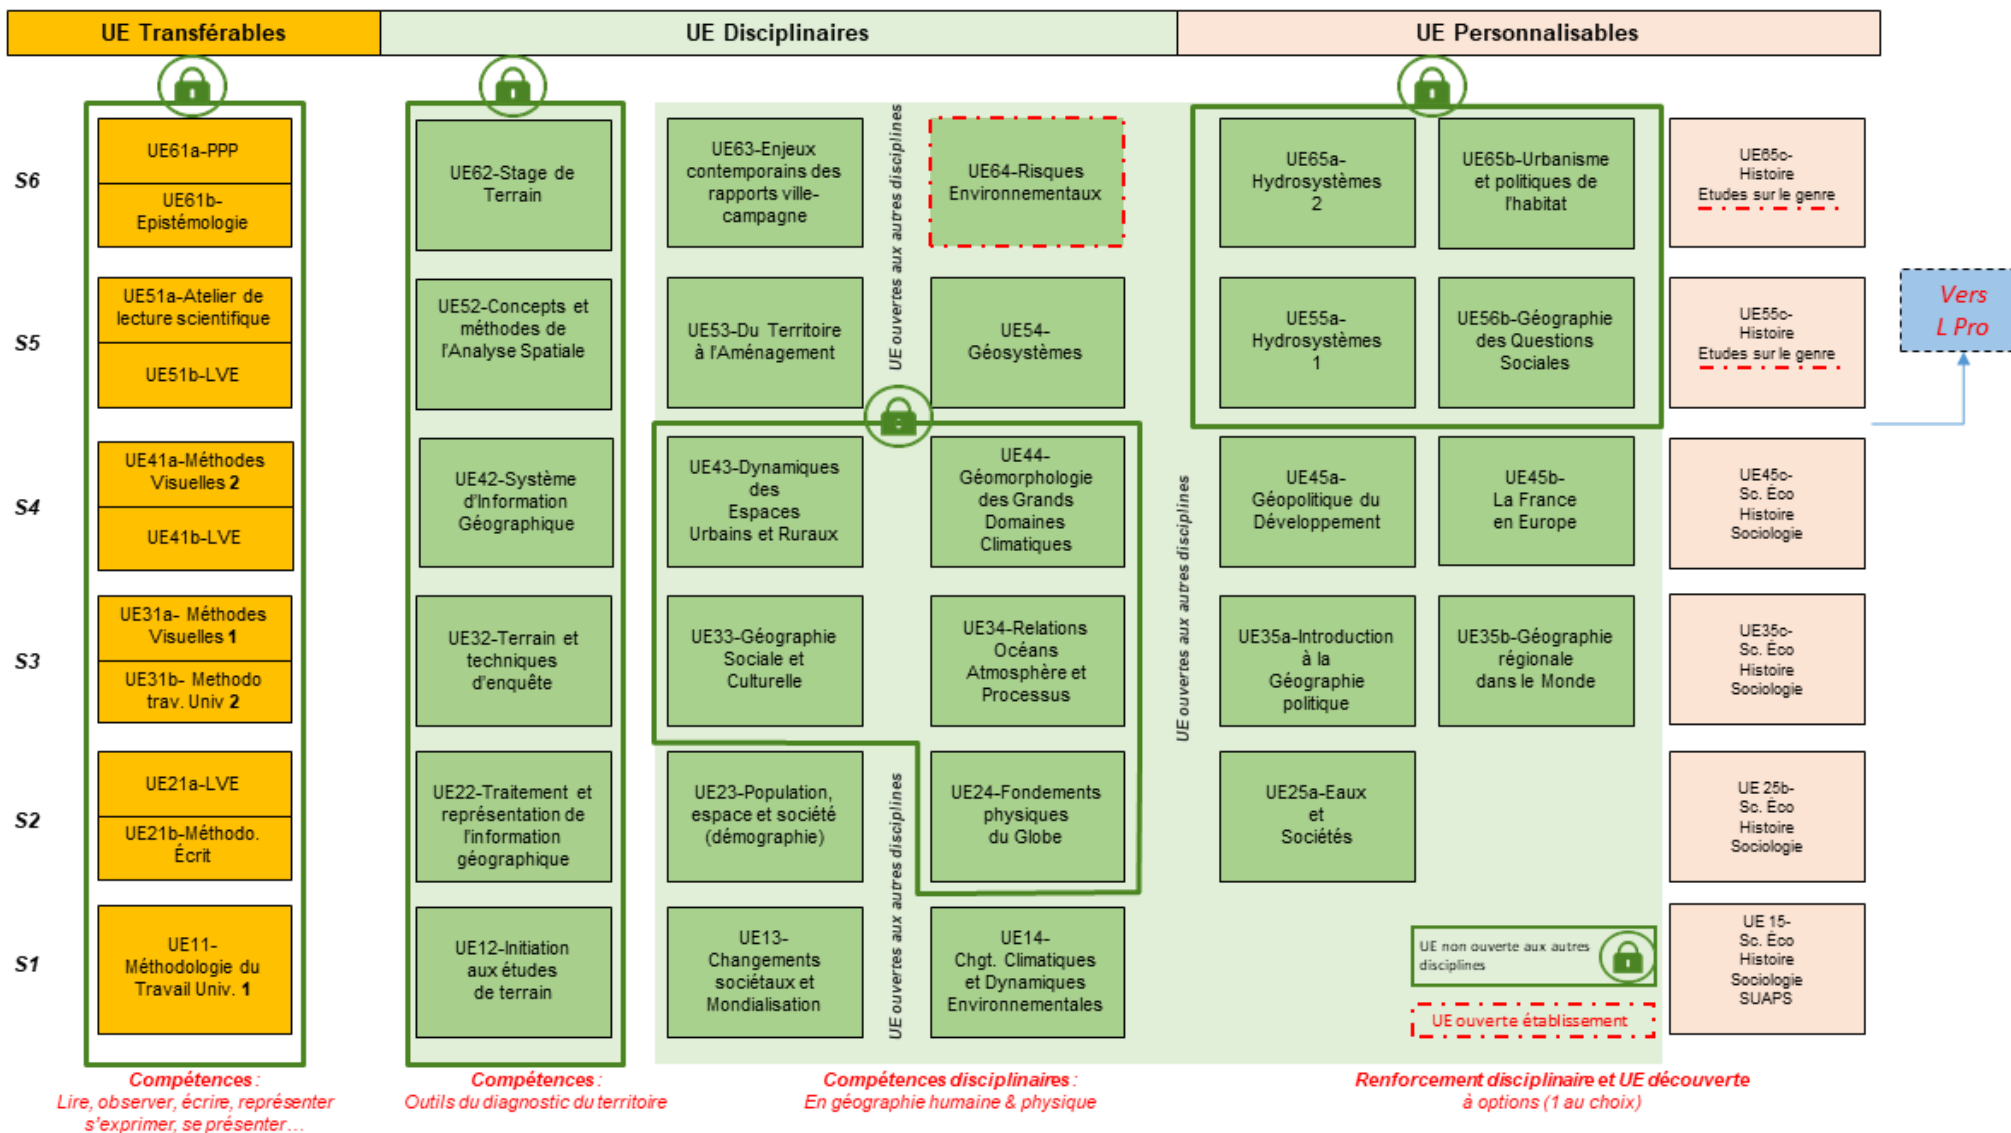 UE Transférables
UE Disciplinaires
UE Personnalisables
S6
UE61a-PPP
UE61b-
Epistémologie
UE62-Stage de
Terrain
UE63-Enjeux
contemporains des
rapports ville-
campagne
UE ouvertes aux autres disciplines
UE64-Risques
Environnementaux
UE65a-
Hydrosystèmes
2
UE65b-Urbanisme
et politiques de
l'habitat
UE65c-
Histoire
Etudes sur le genre
S5
UE51a-Atelier de
lecture scientifique
UE51b-LVE
UE52-Concepts et
méthodes de
l'Analyse Spatiale
UE53-Du Territoire
à l'Aménagement
UE54-
Géosystèmes
UE55a-
Hydrosystèmes
1
UE56b-Géographie
des Questions
Sociales
UE55c-
Histoire
Etudes sur le genre
Vers
L Pro
S4
UE41a-Méthodes
Visuelles 2
UE41b-LVE
UE42-Système
d'Information
Géographique
UE43-Dynamiques
des
Espaces
Urbains et Ruraux
UE44-
Géomorphologie
des Grands
Domaines
Climatiques
UE ouvertes aux autres disciplines
UE45a-
Géopolitique du
Développement
UE45b-
La France
en Europe
UE45c-
Sc. Éco
Histoire
Sociologie
S3
UE31a- Méthodes
Visuelles 1
UE31b- Methodo
trav. Univ 2
UE32-Terrain et
techniques
d'enquête
UE33-Géographie
Sociale et
Culturelle
UE34-Relations
Océans
Atmosphère et
Processus
UE35a-Introduction
à la
Géographie
politique
UE35b-Géographie
régionale
dans le Monde
UE35c-
Sc. Éco
Histoire
Sociologie
S2
UE21a-LVE
UE21b-Méthodo.
Écrit
UE22-Traitement et
représentation de
l'information
géographique
UE23-Population,
espace et société
(démographie)
UE ouvertes aux autres disciplines
UE24-Fondements
physiques
du Globe
UE25a-Eaux
et
Sociétés
UE 25b-
Sc. Éco
Histoire
Sociologie
S1
UE11-
Méthodologie du
Travail Univ. 1
UE12-Initiation
aux études
de terrain
UE13-
Changements
sociétaux et
Mondialisation
UE14-
Chgt. Climatiques
et Dynamiques
Environnementales
UE non ouverte aux autres
disciplines
UE ouverte établissement
UE 15-
Sc. Éco
Histoire
Sociologie
SUAPS
Compétences :
Lire, observer, écrire, représenter
s'exprimer, se présenter...
Compétences :
Outils du diagnostic du territoire
Compétences disciplinaires :
En géographie humaine & physique
Renforcement disciplinaire et UE découverte
à options (1 au choix)